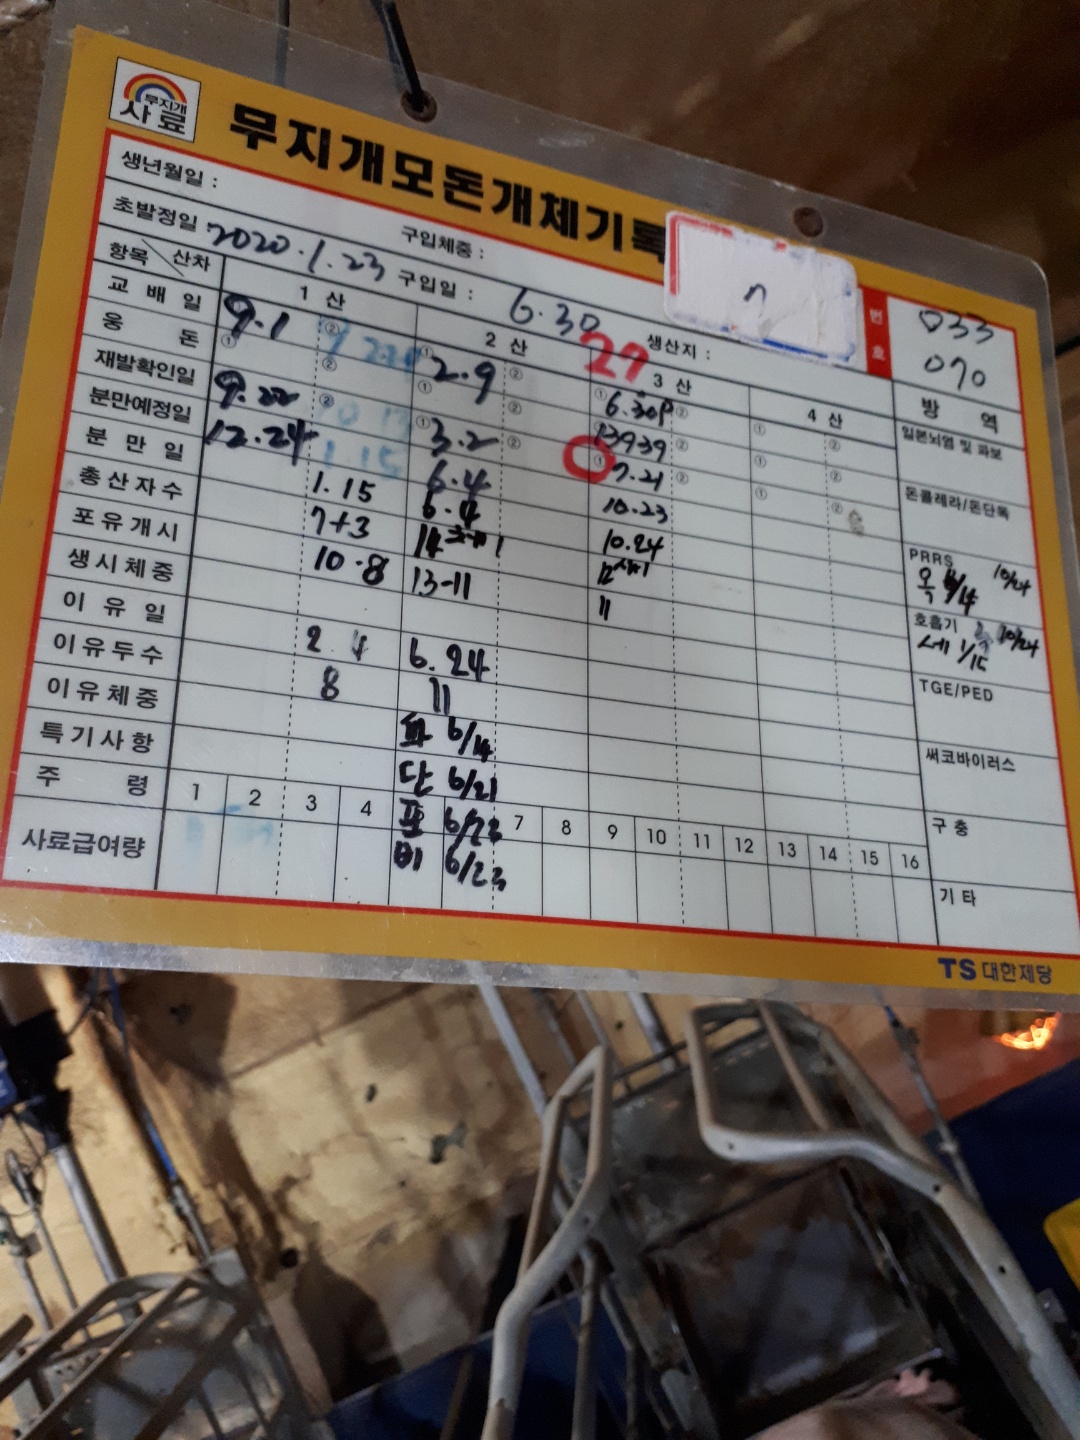 무지개
사료
무지개모돈개체기록
생년월일 : 구입체중 :
초발정일 2020.1.23 구입일 : 6.30 생산지 :
번호 033
070
항목 산차 1 산 2 산 27 3 산 4 산 방 역
교 배 일 9.1 ② ① 2.9 ② ① 6.30P ② ① ②
웅 돈 ① ② ① ② ① 13939 ② ① ②
재발확인일 9.22 ② ① 3.2 ② ① 7.21 ② ① ②
분만예정일 12.24 1.15 6.4 10.23
분 만 일 1.15 6.4 10.24
총산자수 7+3 14 1 12
포유개시 10-8 13-11 11
생시체중
이 유 일 2. 4 6.24
이유두수 8 11
이유체중 6/14
특기사항 단 6/21
주 령 1 2 3 4 7 8 9 10 11 12 13 14 15 16
포
사료급여량 비 6/23
일본뇌염 및 파보
돈콜레라/돈단독
PRRS 10/24
옥 4/14
호흡기 10/24
세 1/15
TGE/PED
써코바이러스
구 충
기 타
TS 대한제당